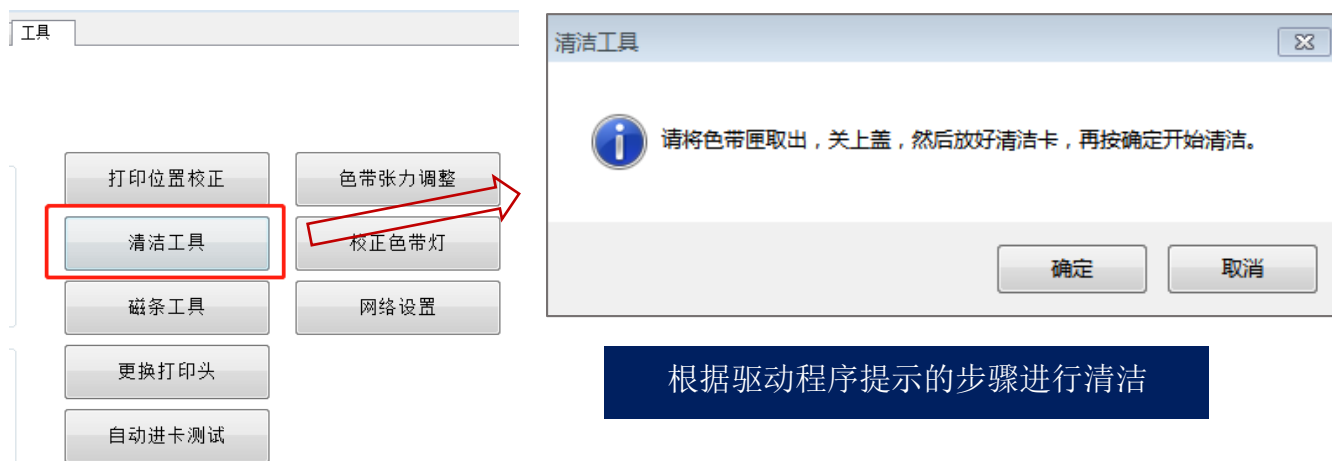 工具
打印位置校正
色带张力调整
清洁工具
校正色带灯
磁条工具
网络设置
更换打印头
自动进卡测试
清洁工具
请将色带匣取出，关上盖，然后放好清洁卡，再按确定开始清洁。
确定
取消
根据驱动程序提示的步骤进行清洁